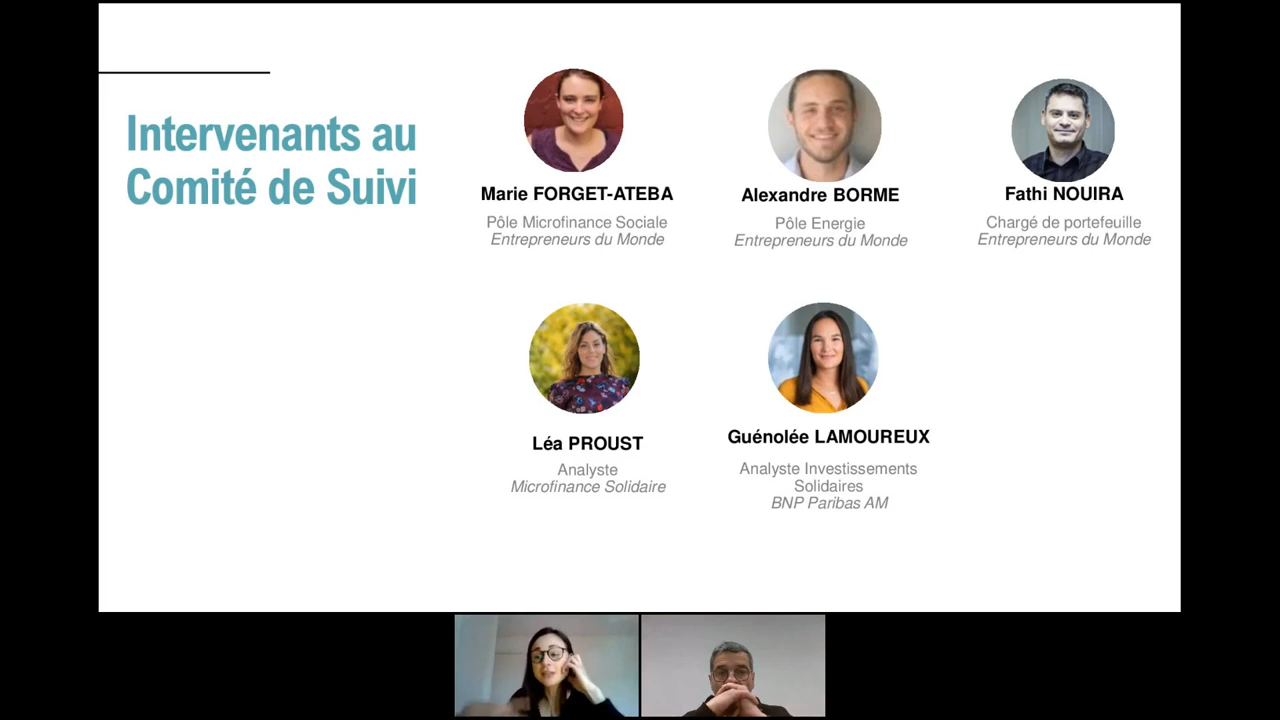 Intervenants au
Comité de Suivi
Marie FORGET-ATEBA
Pôle Microfinance Sociale
Entrepreneurs du Monde
Alexandre BORME
Pôle Energie
Entrepreneurs du Monde
Fathi NOUIRA
Chargé de portefeuille
Entrepreneurs du Monde
Léa PROUST
Analyste
Microfinance Solidaire
Guénolée LAMOUREUX
Analyste Investissements
Solidaires
BNP Paribas AM